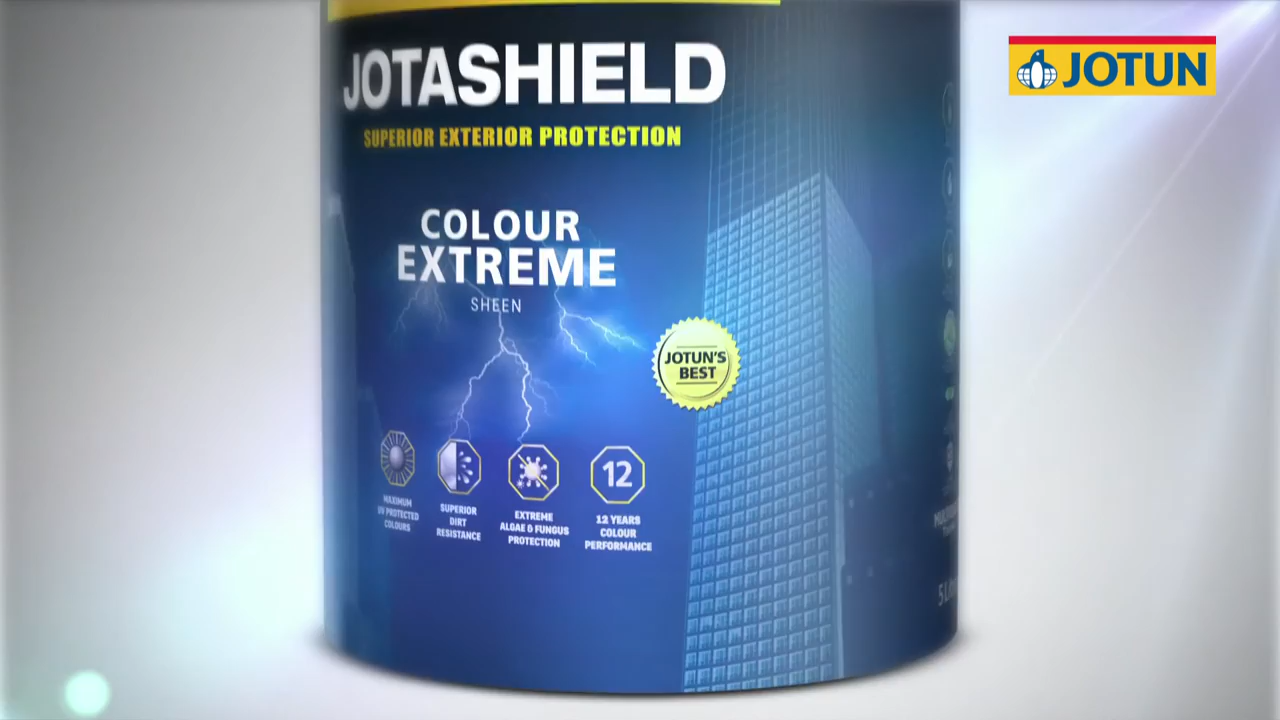 JOTASHIELD
SUPERIOR EXTERIOR PROTECTION
COLOUR
EXTREME
SHEEN
JOTUN'S
BEST
MAXIMUM
UV PROTECTED
COLOURS
SUPERIOR
DIRT
RESISTANCE
EXTREME
ALGAE & FUNGUS
PROTECTION
12
12 YEARS
COLOUR
PERFORMANCE
JOTUN